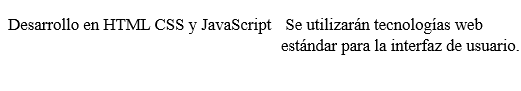 Desarrollo en HTML CSS y JavaScript
Se utilizarán tecnologías web
estándar para la interfaz de usuario.